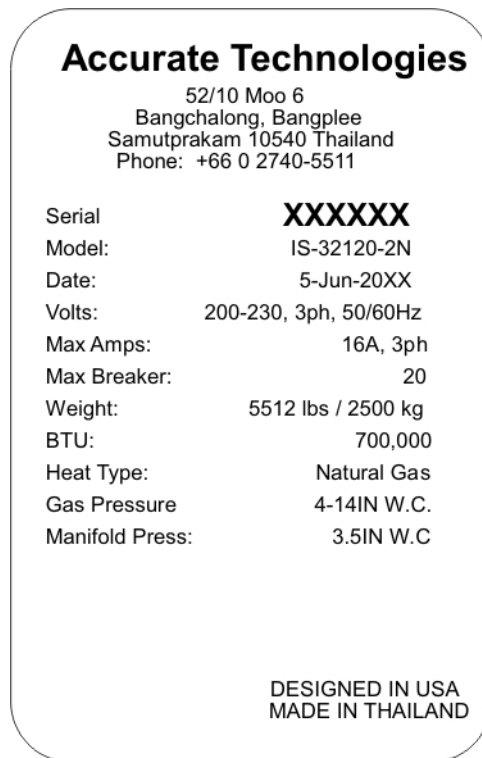 Accurate Technologies
52/10 Moo 6
Bangchalong, Bangplee
Samutprakam 10540 Thailand
Phone: +66 0 2740-5511
Serial XXXXXX
Model: IS-32120-2N
Date: 5-Jun-20XX
Volts: 200-230, 3ph, 50/60Hz
Max Amps: 16A, 3ph
Max Breaker: 20
Weight: 5512 lbs / 2500 kg
BTU: 700,000
Heat Type: Natural Gas
Gas Pressure 4-14IN W.C.
Manifold Press: 3.5IN W.C
DESIGNED IN USA
MADE IN THAILAND